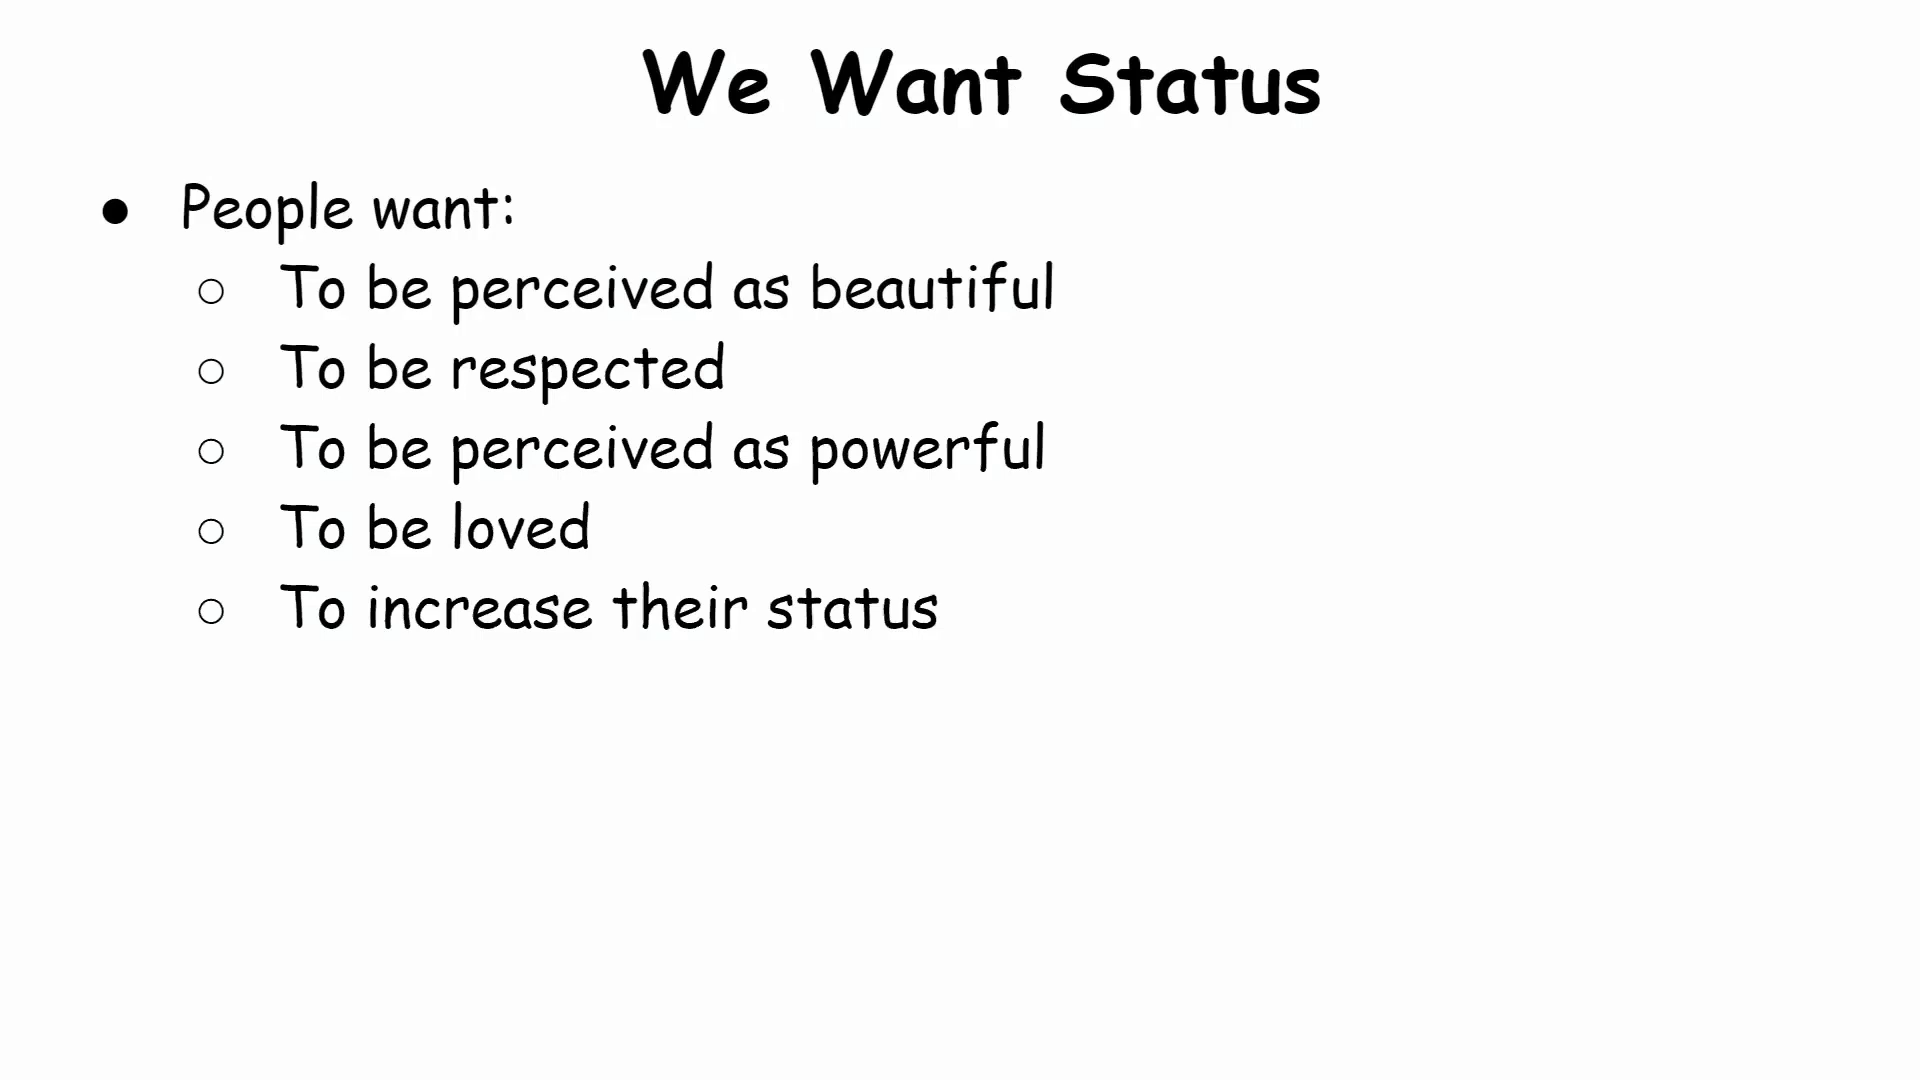 We Want Status
● People want:
○ To be perceived as beautiful
○ To be respected
○ To be perceived as powerful
○ To be loved
○ To increase their status